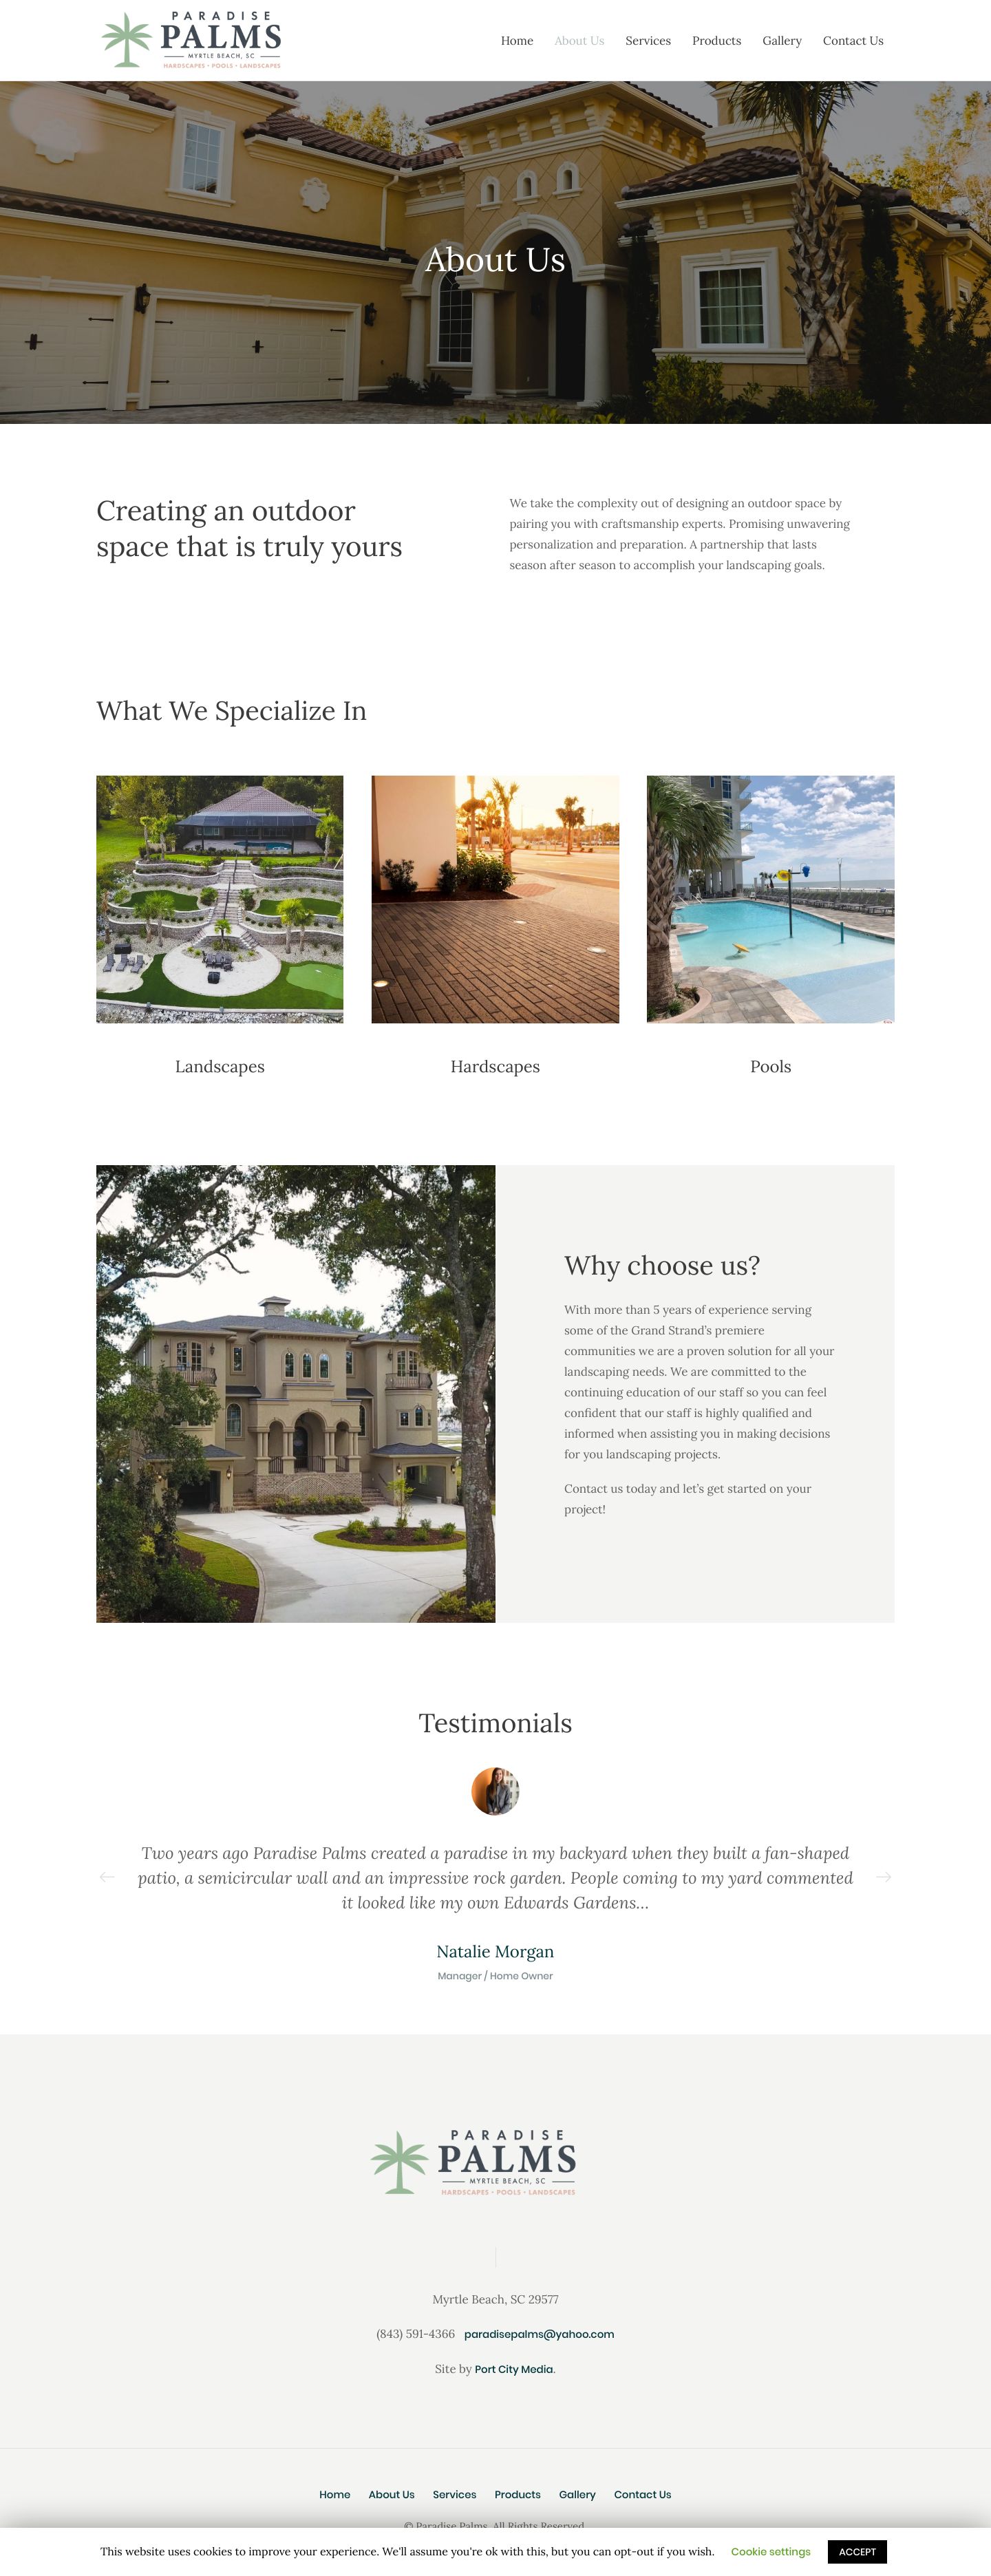 PARADISE
PALMS
MYRTLE BEACH, SC
HARDSCAPES • POOLS • LANDSCAPES
Home About Us Services Products Gallery Contact Us
About Us
Creating an outdoor
space that is truly yours
We take the complexity out of designing an outdoor space by
pairing you with craftsmanship experts. Promising unwavering
personalization and preparation. A partnership that lasts
season after season to accomplish your landscaping goals.
What We Specialize In
Landscapes
Hardscapes
Pools
Why choose us?
With more than 5 years of experience serving
some of the Grand Strand’s premiere
communities we are a proven solution for all your
landscaping needs. We are committed to the
continuing education of our staff so you can feel
confident that our staff is highly qualified and
informed when assisting you in making decisions
for you landscaping projects.
Contact us today and let’s get started on your
project!
Testimonials
Two years ago Paradise Palms created a paradise in my backyard when they built a fan-shaped
patio, a semicircular wall and an impressive rock garden. People coming to my yard commented
it looked like my own Edwards Gardens...
Natalie Morgan
Manager / Home Owner
PARADISE
PALMS
MYRTLE BEACH, SC
HARDSCAPES • POOLS • LANDSCAPES
Myrtle Beach, SC 29577
(843) 591-4366 paradisepalms@yahoo.com
Site by Port City Media.
Home About Us Services Products Gallery Contact Us
© Paradise Palms. All Rights Reserved
This website uses cookies to improve your experience. We'll assume you're ok with this, but you can opt-out if you wish. Cookie settings ACCEPT